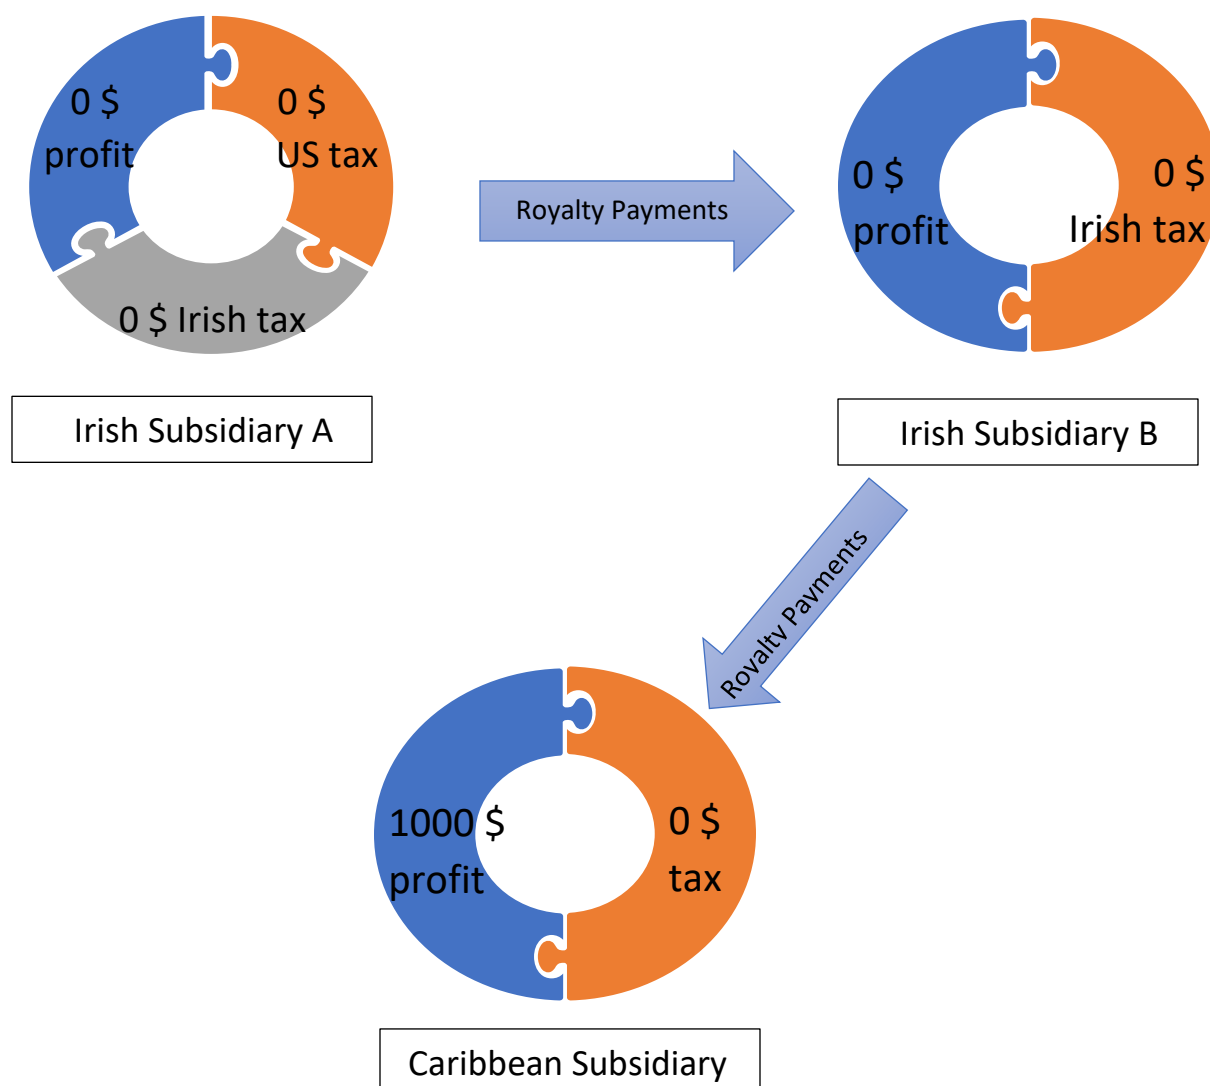 0 $
profit
0 $
US tax
0 $ Irish tax
Irish Subsidiary A
Royalty Payments
0 $
profit
0 $
Irish tax
Irish Subsidiary B
Royalty Payments
1000 $
profit
0 $
tax
Caribbean Subsidiary